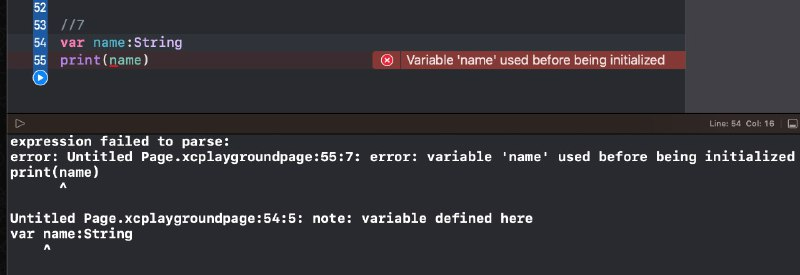 52
53 //7
54 var name:String
55 print(name) Variable 'name' used before being initialized
Line: 54 Col: 16
expression failed to parse:
error: Untitled Page.xcplaygroundpage:55:7: error: variable 'name' used before being initialized
print(name)
^
Untitled Page.xcplaygroundpage:54:5: note: variable defined here
var name:String
^